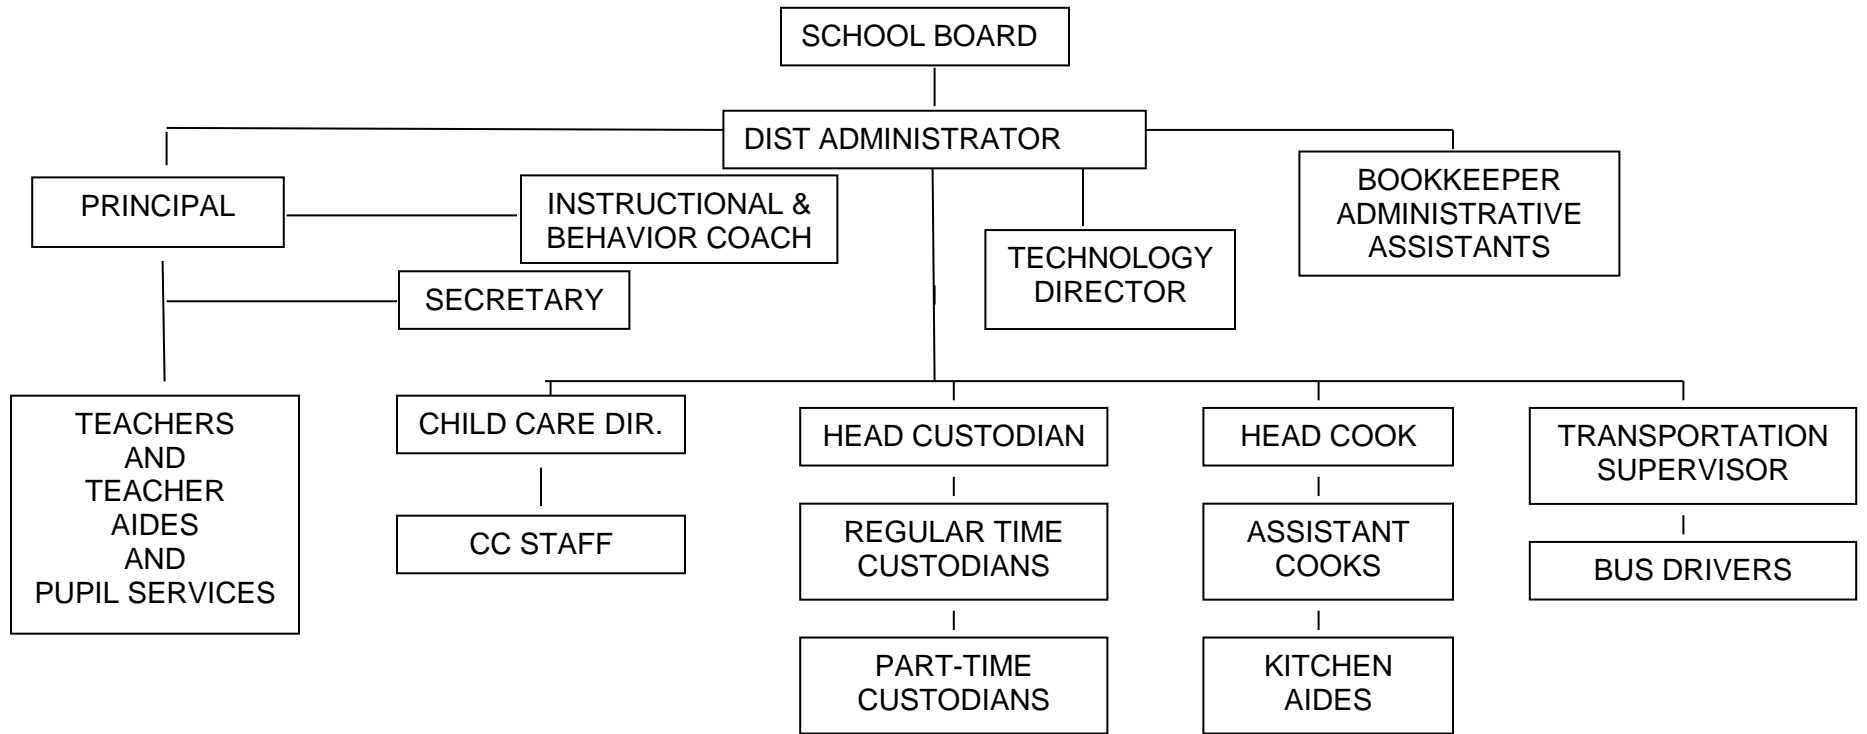 SCHOOL BOARD
DIST ADMINISTRATOR
PRINCIPAL
INSTRUCTIONAL &
BEHAVIOR COACH
BOOKKEEPER
ADMINISTRATIVE
ASSISTANTS
TECHNOLOGY
DIRECTOR
SECRETARY
TEACHERS
AND
TEACHER
AIDES
AND
PUPIL SERVICES
CHILD CARE DIR.
CC STAFF
HEAD CUSTODIAN
REGULAR TIME
CUSTODIANS
PART-TIME
CUSTODIANS
HEAD COOK
ASSISTANT
COOKS
KITCHEN
AIDES
TRANSPORTATION
SUPERVISOR
BUS DRIVERS